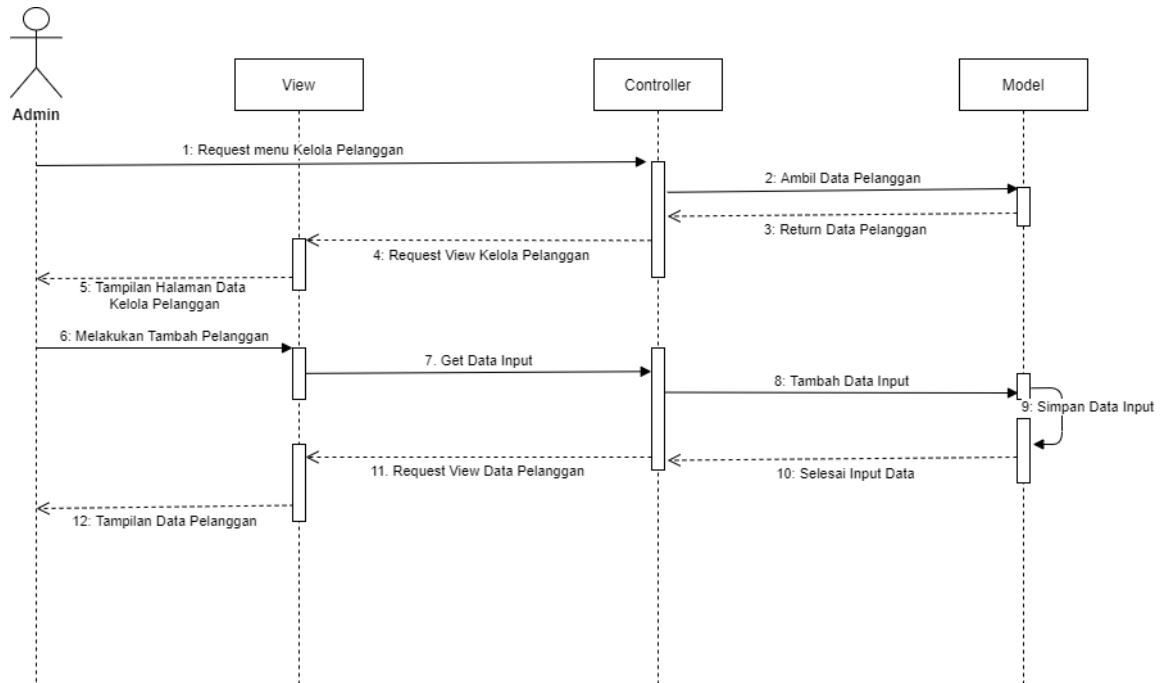 View
Controller
Model
Admin
1: Request menu Kelola Pelanggan
2: Ambil Data Pelanggan
3: Return Data Pelanggan
4: Request View Kelola Pelanggan
5: Tampilan Halaman Data
Kelola Pelanggan
6: Melakukan Tambah Pelanggan
7. Get Data Input
8: Tambah Data Input
9: Simpan Data Input
10: Selesai Input Data
11. Request View Data Pelanggan
12: Tampilan Data Pelanggan